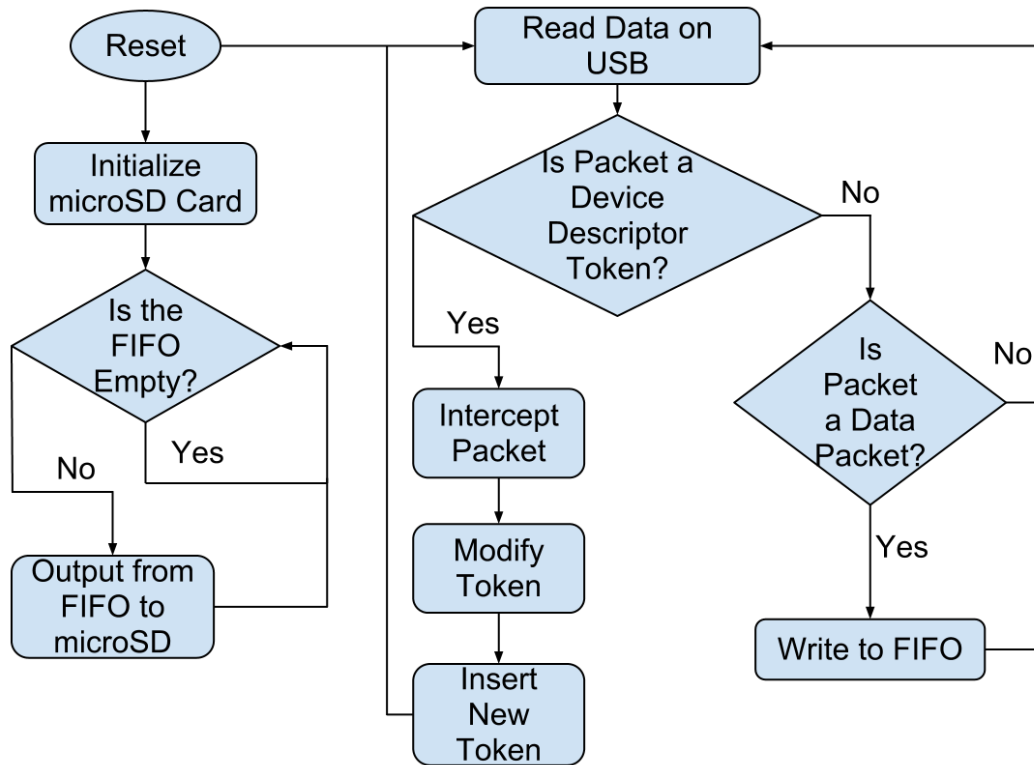 Reset
Initialize
microSD Card
Is the
FIFO
Empty?
No
Yes
Output from
FIFO to
microSD
Read Data on
USB
Is Packet a
Device
Descriptor
Token?
Yes
No
Intercept
Packet
Modify
Token
Insert
New
Token
Is
Packet
a Data
Packet?
No
Yes
Write to FIFO